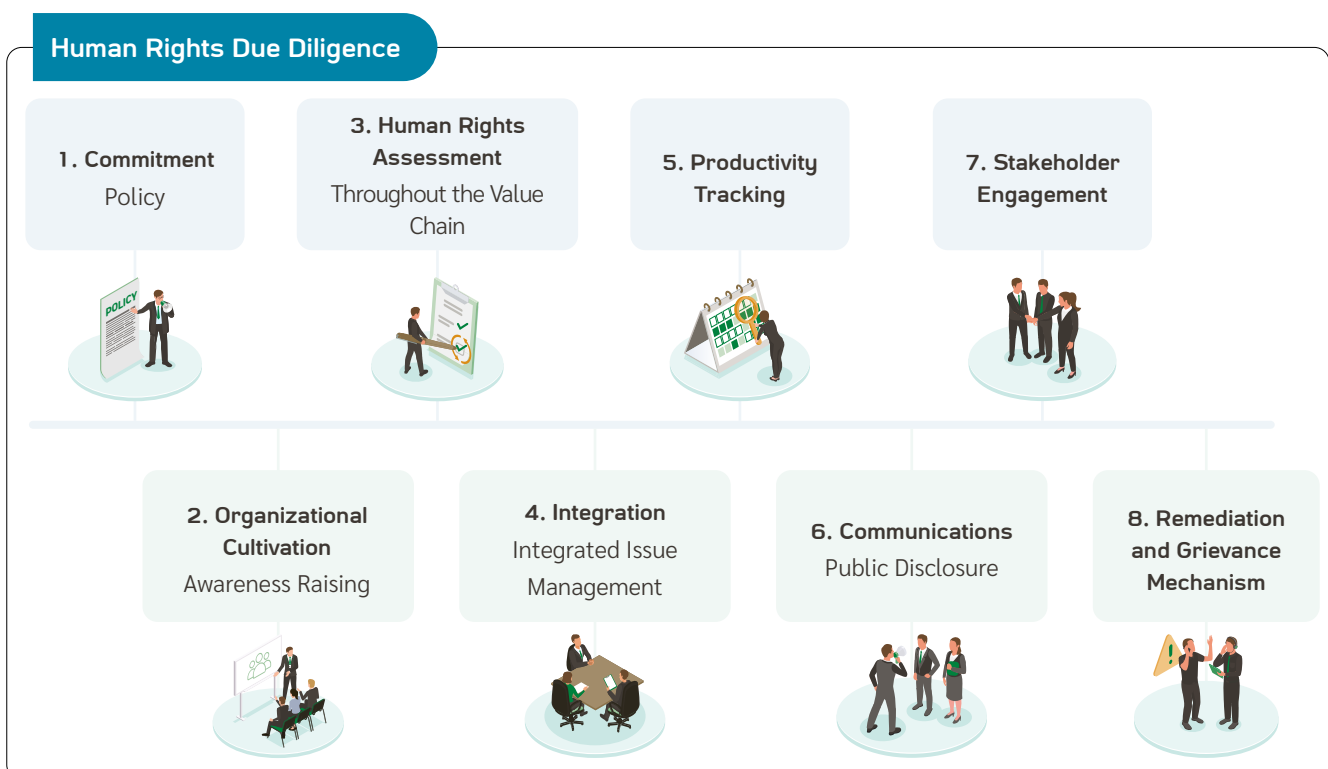 Human Rights Due Diligence
1. Commitment
Policy
POLICY
2. Organizational
Cultivation
Awareness Raising
3. Human Rights
Assessment
Throughout the Value
Chain
4. Integration
Integrated Issue
Management
5. Productivity
Tracking
6. Communications
Public Disclosure
7. Stakeholder
Engagement
8. Remediation
and Grievance
Mechanism